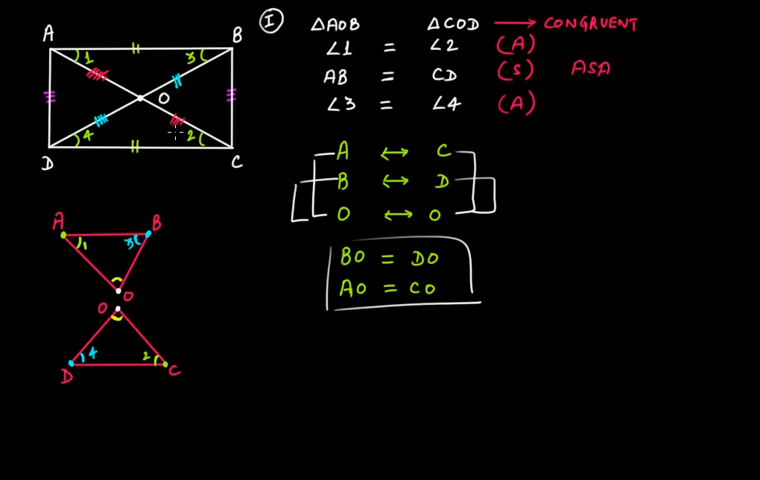 I ΔAOB ΔCOD → CONGRUENT
∠1 = ∠2 (A)
AB = CD (S) ASA
∠3 = ∠4 (A)
A B
1 3
O
4 2
D C
A ↔ C
B ↔ D
O ↔ O
A B
1 3
O
O
4 2
D C
BO = DO
AO = CO